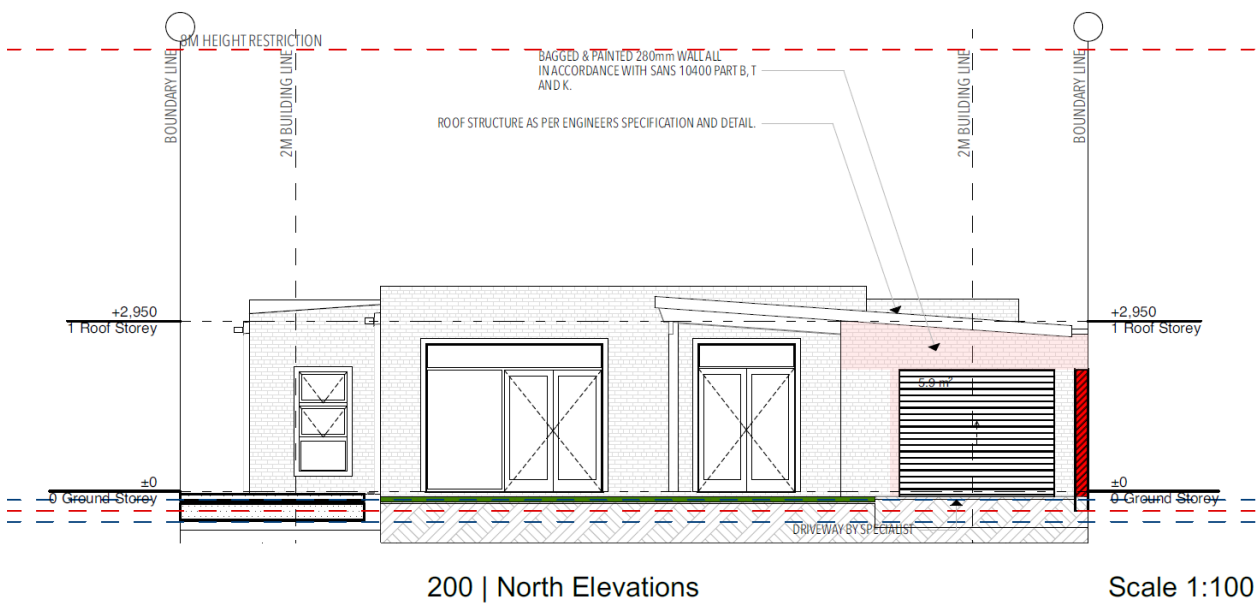 8M HEIGHT RESTRICTION
BOUNDARY LINE
2M BUILDING LINE
BAGGED & PAINTED 280mm WALL ALL
IN ACCORDANCE WITH SANS 10400 PART B, T
AND K.
ROOF STRUCTURE AS PER ENGINEERS SPECIFICATION AND DETAIL.
2M BUILDING LINE
BOUNDARY LINE
+2,950
1 Roof Storey
+2,950
1 Roof Storey
5.9 m²
±0
0 Ground Storey
±0
0 Ground Storey
DRIVEWAY BY SPECIALIST
200 | North Elevations
Scale 1:100